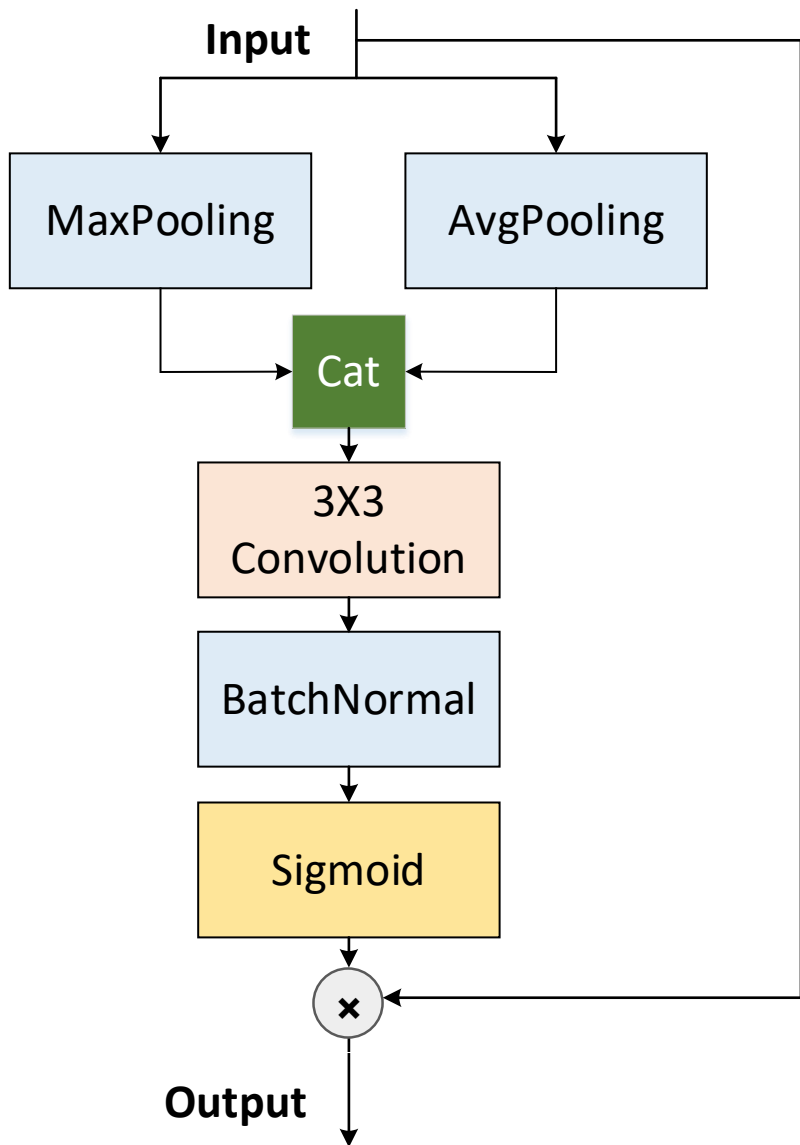 Input
MaxPooling
AvgPooling
Cat
3X3
Convolution
BatchNormal
Sigmoid
×
Output